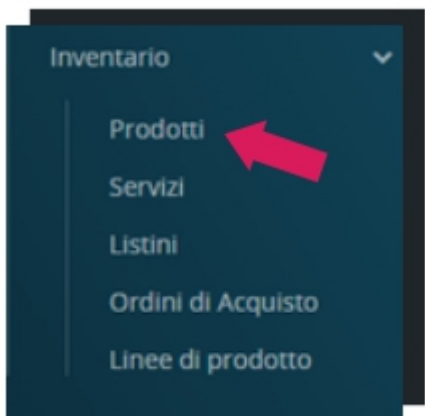 Inventario
Prodotti
Servizi
Listini
Ordini di Acquisto
Linee di prodotto